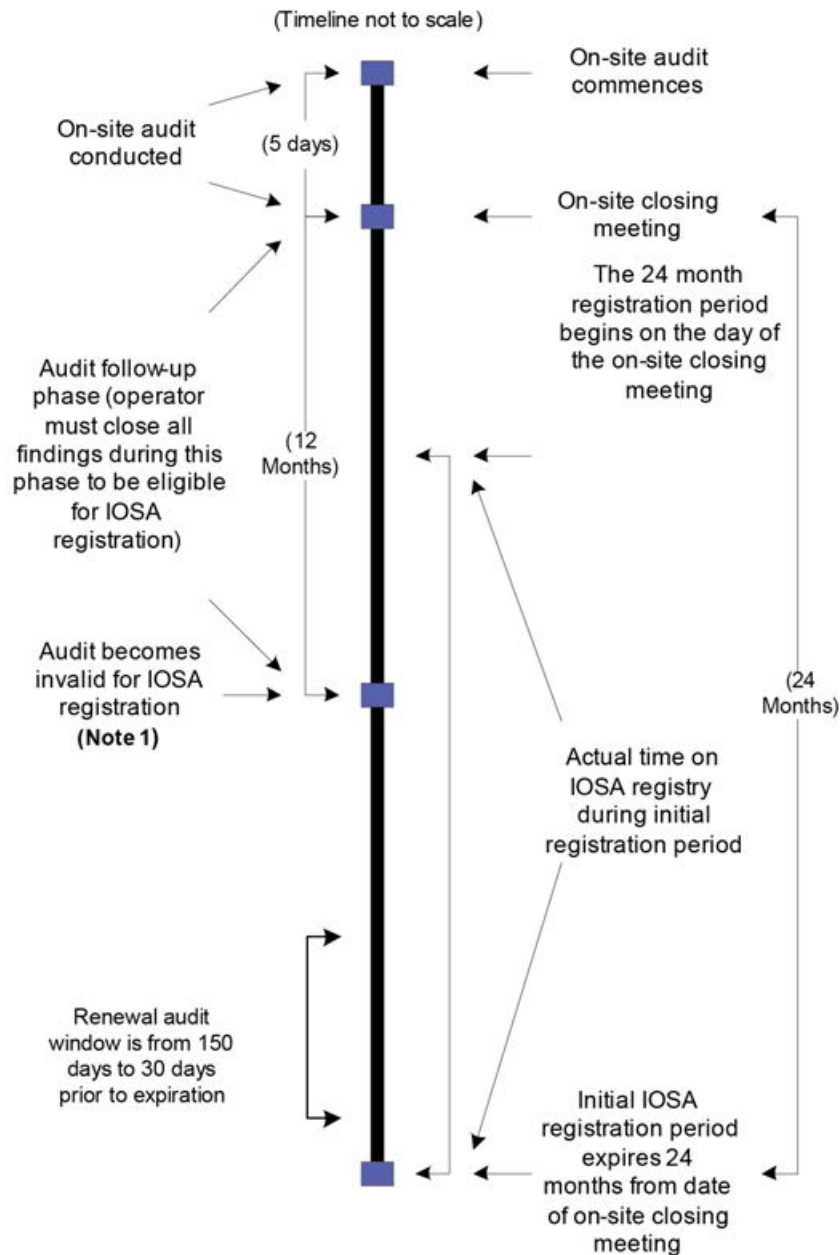 (Timeline not to scale)
On-site audit
commences
On-site audit
conducted
(5 days)
On-site closing
meeting
The 24 month
registration period
begins on the day of
the on-site closing
meeting
Audit follow-up
phase (operator
must close all
findings during this
phase to be eligible
for IOSA
registration)
(12
Months)
Audit becomes
invalid for IOSA
registration
(Note 1)
(24
Months)
Actual time on
IOSA registry
during initial
registration period
Renewal audit
window is from 150
days to 30 days
prior to expiration
Initial IOSA
registration period
expires 24
months from date
of on-site closing
meeting